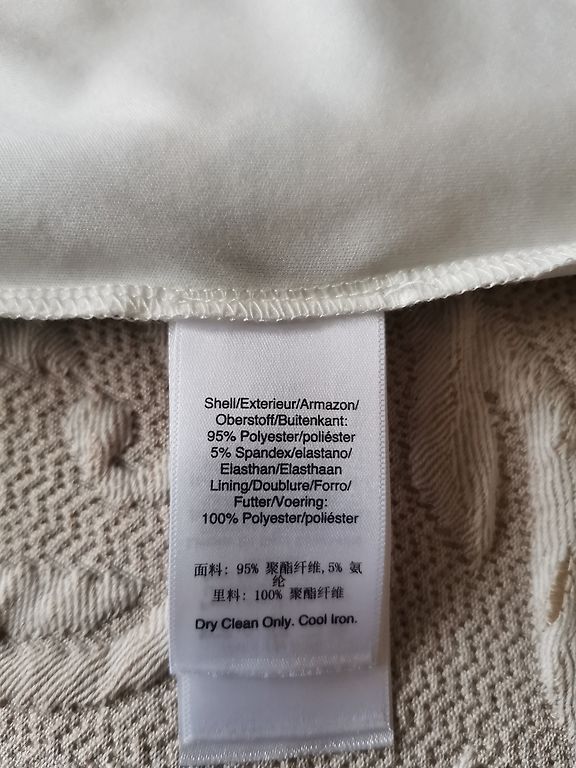 Shell/Exterieur/Armazon/
Oberstoff/Buitenkant:
95% Polyester/poliéster
5% Spandex/elastano/
Elasthan/Elasthaan
Lining/Doublure/Forro/
Futter/Voering:
100% Polyester/poliéster
面料: 95% 聚酯纤维,5% 氨
纶
里料: 100% 聚酯纤维
Dry Clean Only. Cool Iron.